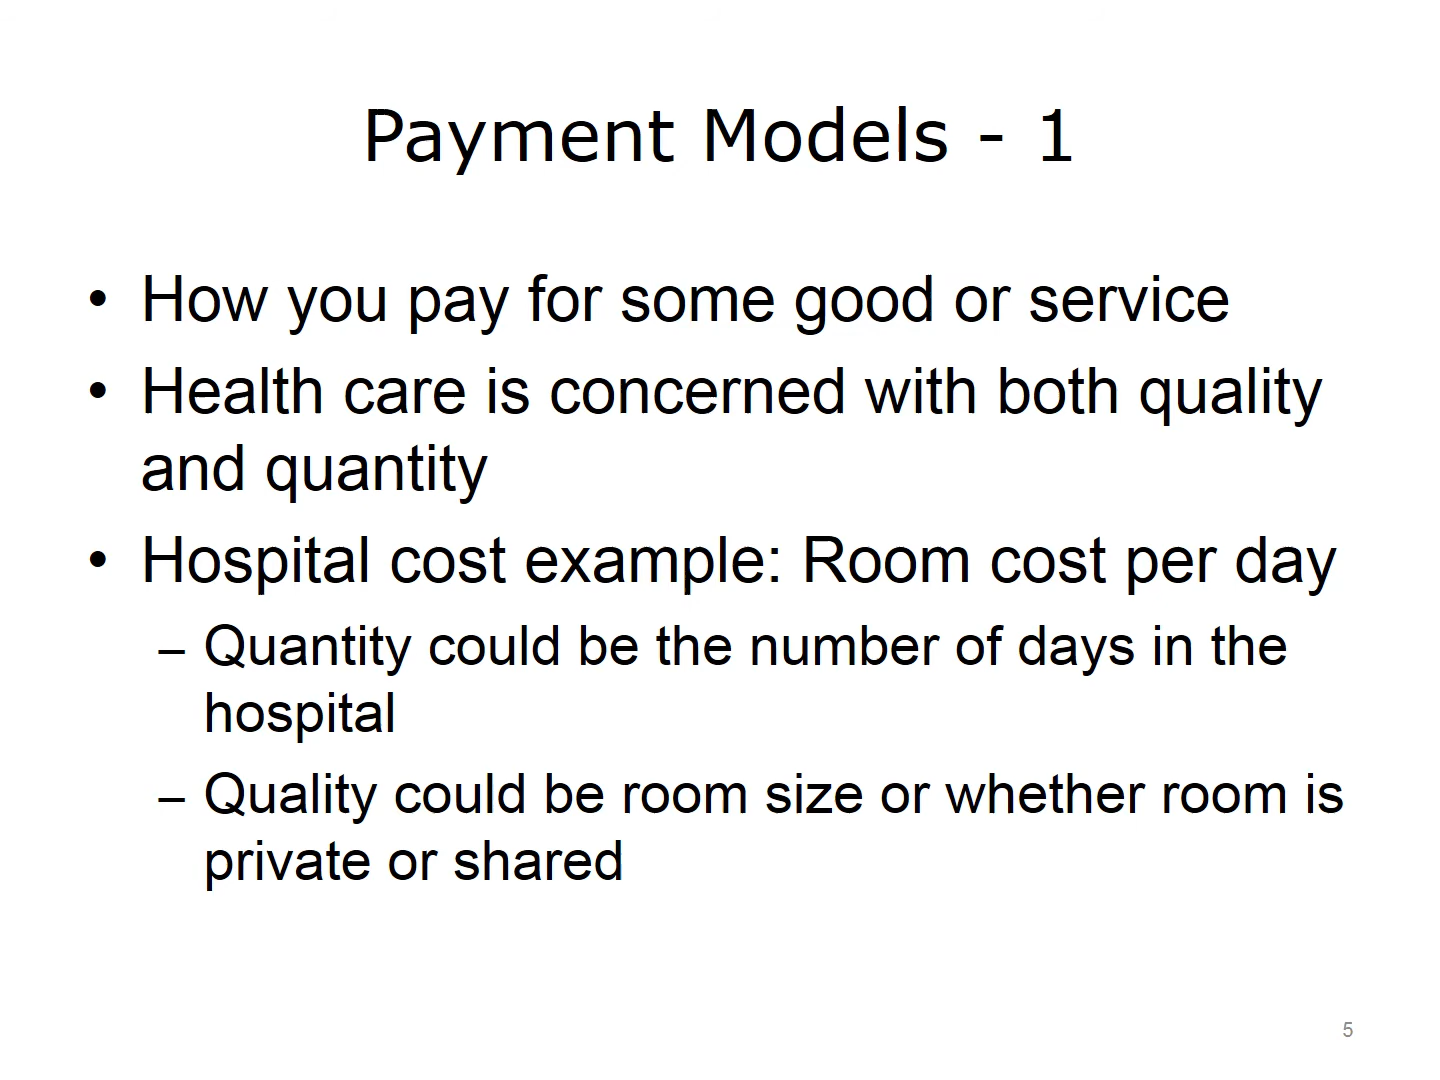 Payment Models - 1
• How you pay for some good or service
• Health care is concerned with both quality
and quantity
• Hospital cost example: Room cost per day
– Quantity could be the number of days in the
hospital
– Quality could be room size or whether room is
private or shared
5